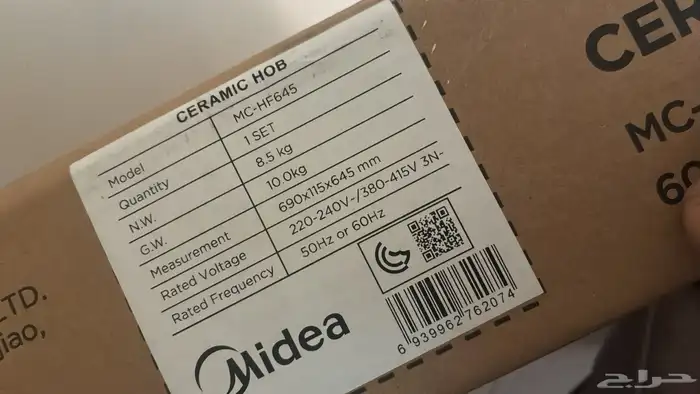 CERAMIC HOB
Model MC-HF645
Quantity 1 SET
N.W. 8.5 kg
G.W. 10.0kg
Measurement 690x115x645 mm
Rated Voltage 220-240V~/380-415V 3N~
Rated Frequency 50Hz or 60Hz
Midea
6 939962 762074
CER
MC-
60
LTD.
jiao,
حراج